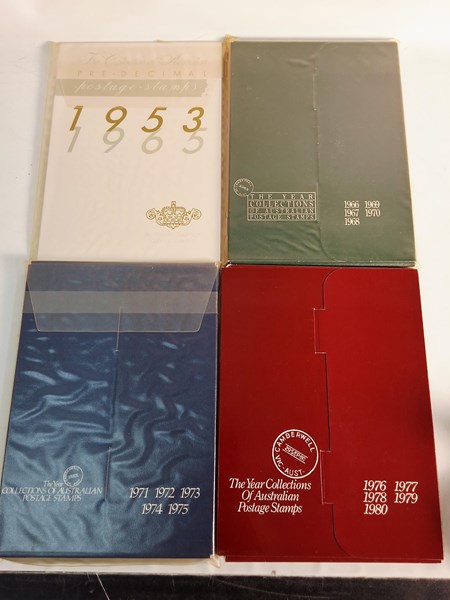 PRE DECIMAL
postage stamps
1953
1965
THE YEAR
COLLECTIONS
OF AUSTRALIAN
POSTAGE STAMPS
1966 1969
1967 1970
1968
The Year
COLLECTIONS OF AUSTRALIAN
POSTAGE STAMPS
1971 1972 1973
1974 1975
CAMBERWELL
VIC. AUST.
The Year Collections
Of Australian
Postage Stamps
1976 1977
1978 1979
1980